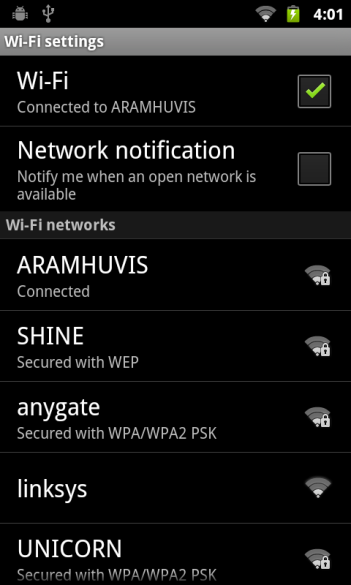 4:01
Wi-Fi settings
Wi-Fi
Connected to ARAMHUVIS
Network notification
Notify me when an open network is
available
Wi-Fi networks
ARAMHUVIS
Connected
SHINE
Secured with WEP
anygate
Secured with WPA/WPA2 PSK
linksys
UNICORN
Secured with WPA/WPA2 PSK